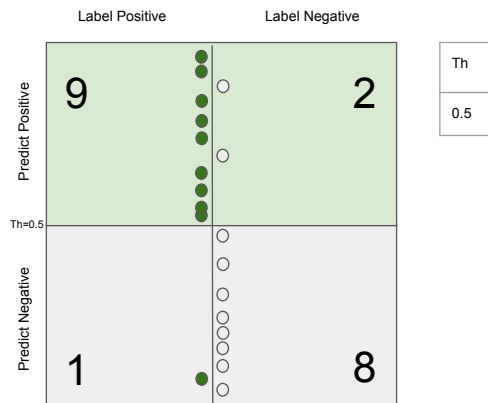 Label Positive
Label Negative
Predict Positive
9
2
Th
0.5
Th=0.5
Predict Negative
1
8